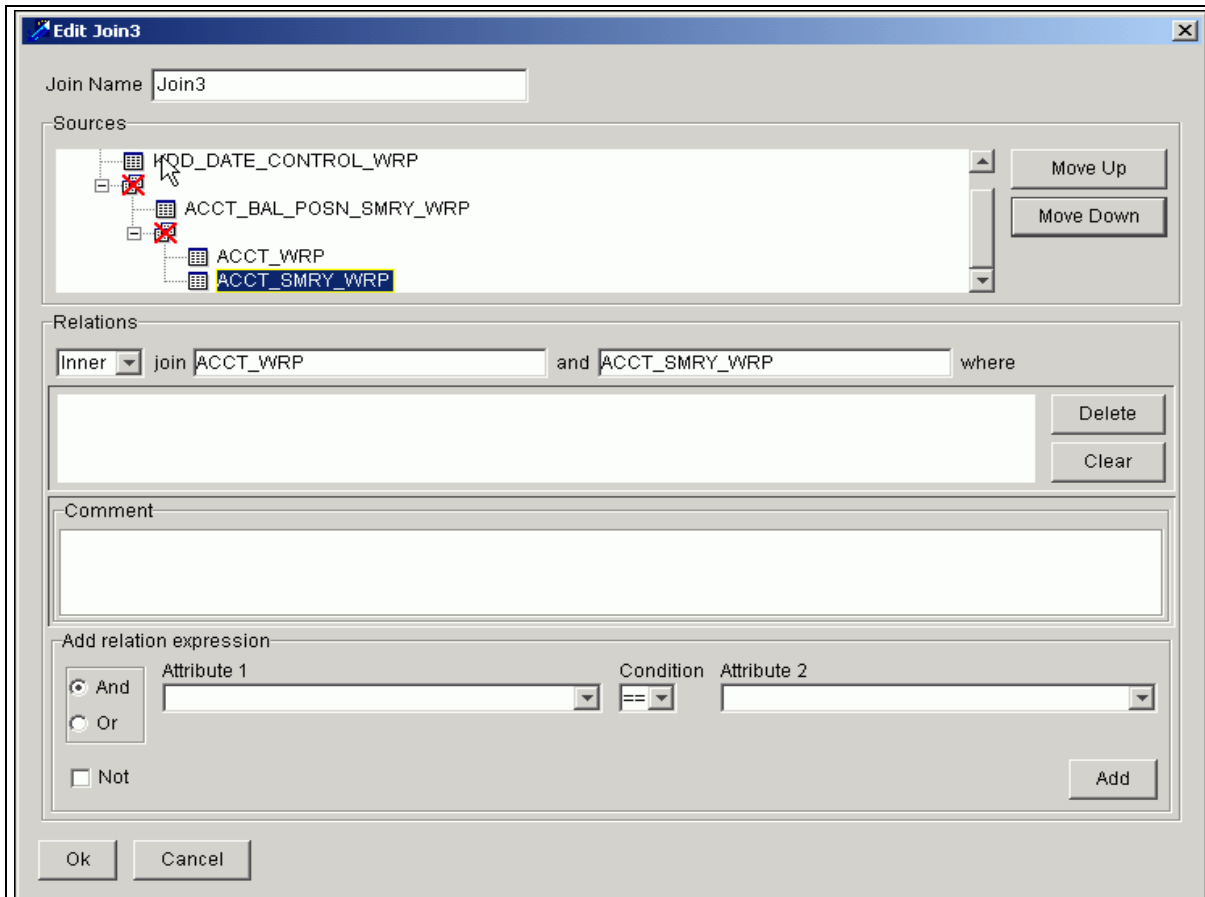 Edit Join3
Join Name Join3
Sources
DD_DATE_CONTROL_WRP
ACCT_BAL_POSN_SMRY_WRP
ACCT_WRP
ACCT_SMRY_WRP
Move Up
Move Down
Relations
Inner join ACCT_WRP and ACCT_SMRY_WRP where
Delete
Clear
Comment
Add relation expression
And
Or
Attribute 1 Condition Attribute 2
==
Not
Add
Ok Cancel